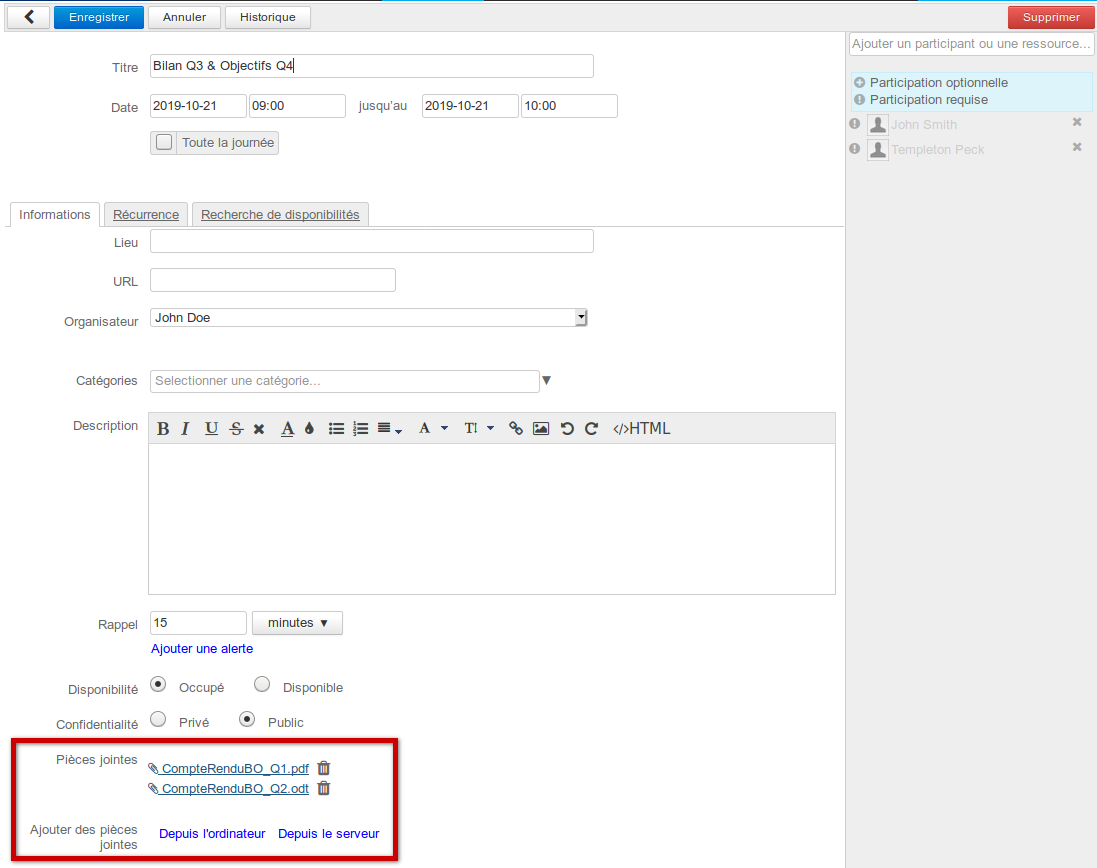 Enregistrer Annuler Historique Supprimer
Titre Bilan Q3 & Objectifs Q4
Date 2019-10-21 09:00 jusqu'au 2019-10-21 10:00
Toute la journée
Ajouter un participant ou une ressource...
Participation optionnelle
Participation requise
John Smith
Templeton Peck
Informations Récurrence Recherche de disponibilités
Lieu
URL
Organisateur John Doe
Catégories Selectionner une catégorie...
Description B I U S A A T </>HTML
Rappel 15 minutes ▼
Ajouter une alerte
Disponibilité Occupé Disponible
Confidentialité Privé Public
Pièces jointes
CompteRenduBO_Q1.pdf
CompteRenduBO_Q2.odt
Ajouter des pièces
jointes
Depuis l'ordinateur Depuis le serveur